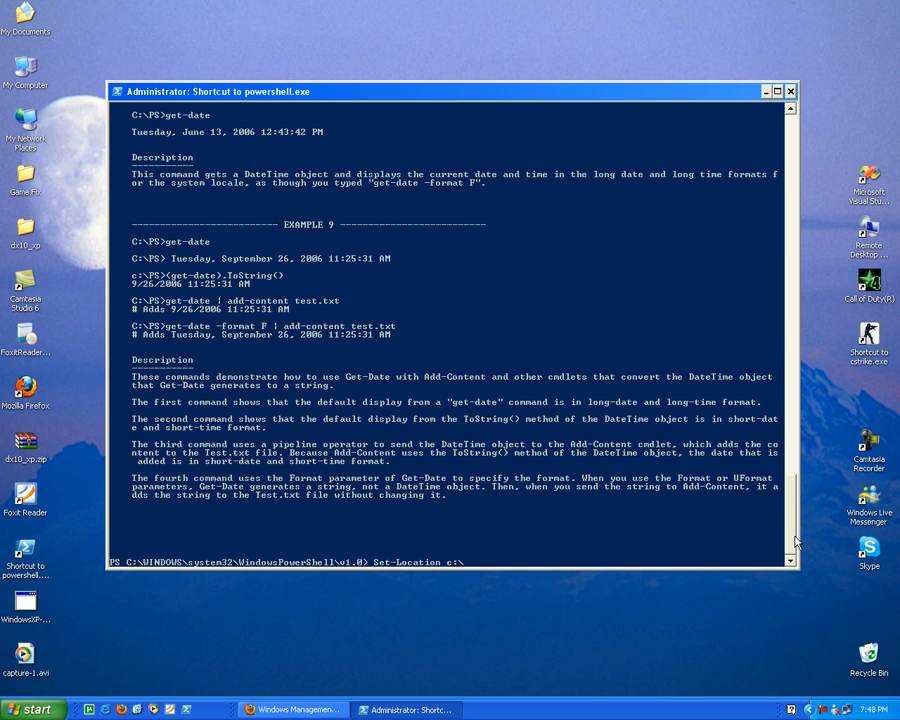 My Documents
My Computer
My Network
Places
Game Fix
dx10_xp
Camtasia
Studio 6
FoxitReader...
Mozilla Firefox
dx10_xp.zip
Foxit Reader
Shortcut to
powershell....
WindowsXP-...
capture-1.avi
Administrator: Shortcut to powershell.exe
C:\PS>get-date
Tuesday, June 13, 2006 12:43:42 PM
Description
-----------
This command gets a DateTime object and displays the current date and time in the long date and long time formats f
or the system locale, as though you typed "get-date -format F".
-------------------------- EXAMPLE 9 --------------------------
C:\PS>get-date
C:\PS> Tuesday, September 26, 2006 11:25:31 AM
c:\PS>(get-date).ToString()
9/26/2006 11:25:31 AM
C:\PS>get-date | add-content test.txt
# Adds 9/26/2006 11:25:31 AM
C:\PS>get-date -format F | add-content test.txt
# Adds Tuesday, September 26, 2006 11:25:31 AM
Description
-----------
These commands demonstrate how to use Get-Date with Add-Content and other cmdlets that convert the DateTime object
that Get-Date generates to a string.
The first command shows that the default display from a "get-date" command is in long-date and long-time format.
The second command shows that the default display from the ToString() method of the DateTime object is in short-dat
e and short-time format.
The third command uses a pipeline operator to send the DateTime object to the Add-Content cmdlet, which adds the co
ntent to the Test.txt file. Because Add-Content uses the ToString() method of the DateTime object, the date that is
added is in short-date and short-time format.
The fourth command uses the Format parameter of Get-Date to specify the format. When you use the Format or UFormat
parameters, Get-Date generates a string, not a DateTime object. Then, when you send the string to Add-Content, it a
dds the string to the Test.txt file without changing it.
PS C:\WINDOWS\system32\WindowsPowerShell\v1.0> Set-Location c:\
Microsoft
Visual Stu...
Remote
Desktop ...
Call of Duty(R)
Shortcut to
cstrike.exe
Camtasia
Recorder
Windows Live
Messenger
Skype
Recycle Bin
start
Windows Managemen...
Administrator: Shortc...
7:48 PM